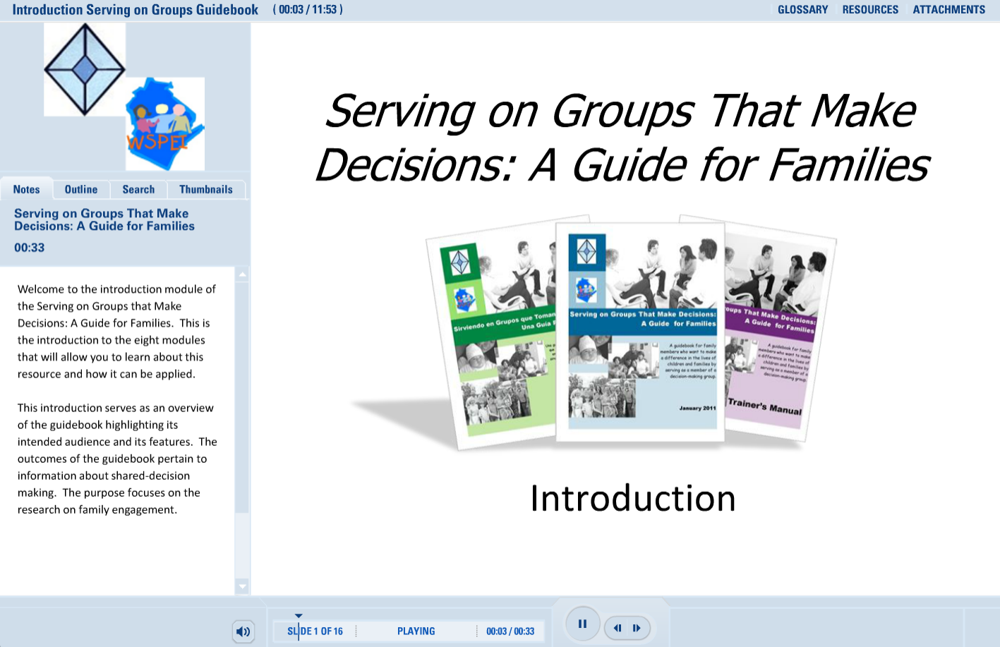 Introduction Serving on Groups Guidebook ( 00:03 / 11:53 )
GLOSSARY RESOURCES ATTACHMENTS
WSPEI
Notes Outline Search Thumbnails
Serving on Groups That Make
Decisions: A Guide for Families
00:33
Welcome to the introduction module of
the Serving on Groups that Make
Decisions: A Guide for Families. This is
the introduction to the eight modules
that will allow you to learn about this
resource and how it can be applied.
This introduction serves as an overview
of the guidebook highlighting its
intended audience and its features. The
outcomes of the guidebook pertain to
information about shared-decision
making. The purpose focuses on the
research on family engagement.
Serving on Groups That Make
Decisions: A Guide for Families
Sirviendo en Grupos que Toman
Una Guia
Serving on Groups That Make Decisions:
A Guide for Families
A guidebook for family
members who want to make
a difference in the lives of
children and families by
serving as a member of a
decision-making group.
January 2011
oups That Make Decisions:
A Guide for Families
A guidebook for family
members who want to make
a difference in the lives of
children and families by
serving as a member of a
decision-making group.
Trainer's Manual
Introduction
SLIDE 1 OF 16 PLAYING 00:03 / 00:33